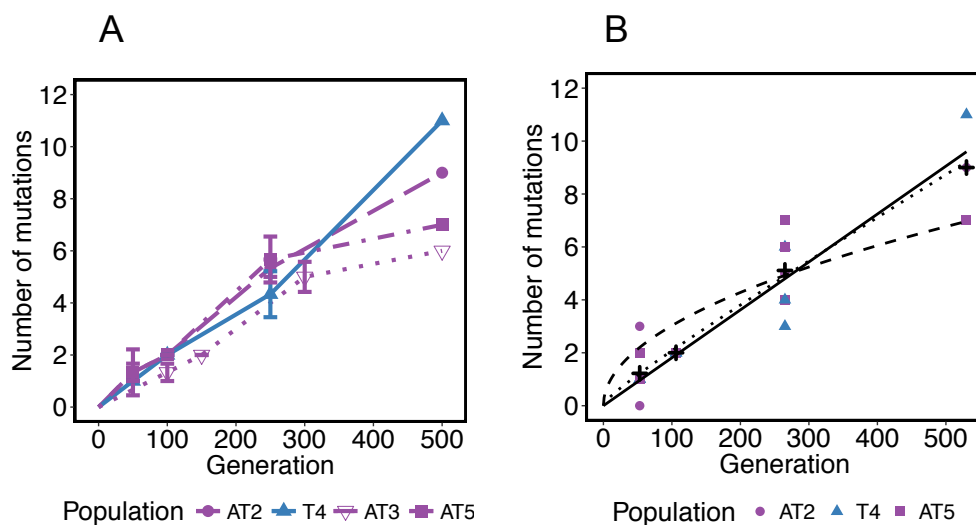 A
Number of mutations
12
10
8
6
4
2
0
0 100 200 300 400 500
Generation
Population AT2 T4 AT3 AT5
B
Number of mutations
12
10
8
6
4
2
0
0 100 200 300 400 500
Generation
Population AT2 T4 AT5